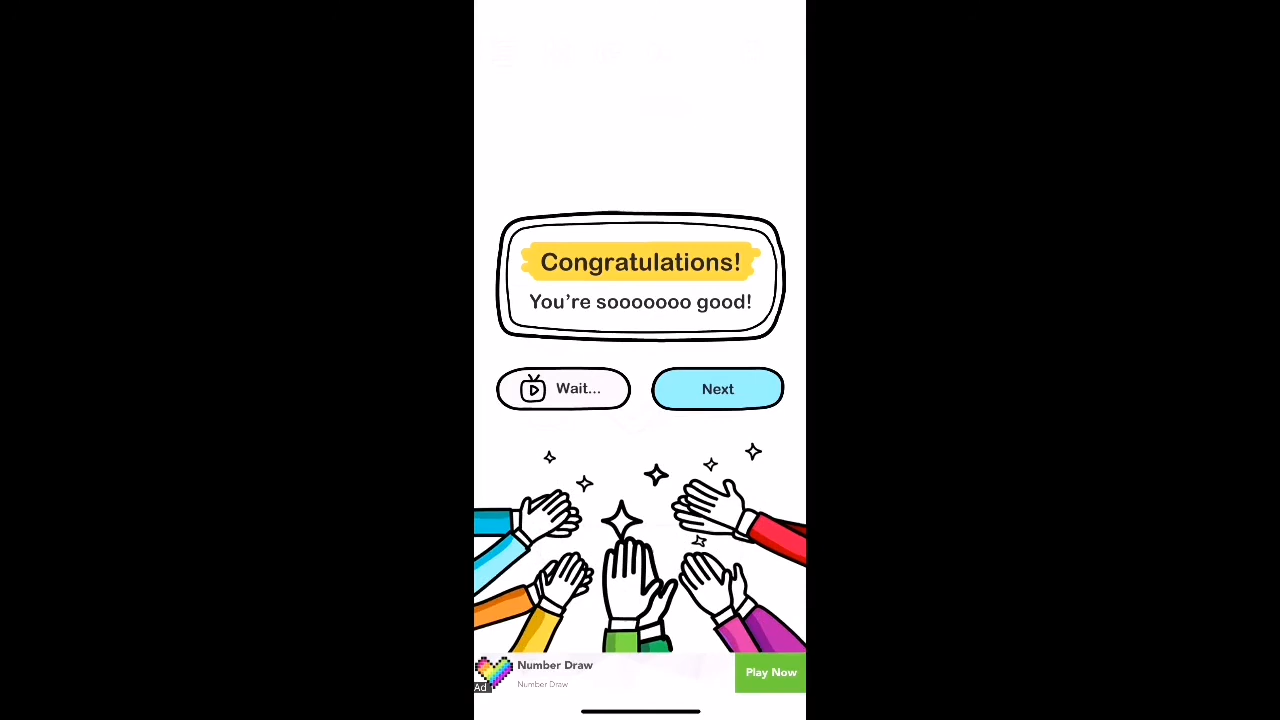 Congratulations!
You're sooooooo good!
Wait...
Next
Number Draw
Number Draw
Ad
Play Now